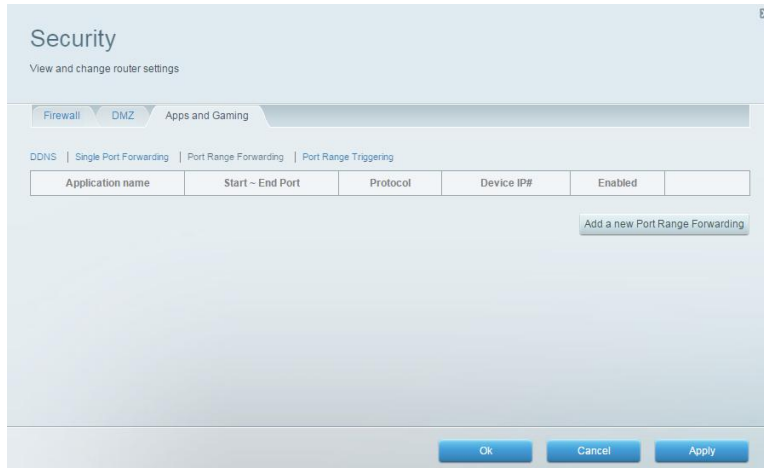 Security
View and change router settings
Firewall DMZ Apps and Gaming
DDNS | Single Port Forwarding | Port Range Forwarding | Port Range Triggering
Application name Start ~ End Port Protocol Device IP# Enabled
Add a new Port Range Forwarding
Ok Cancel Apply